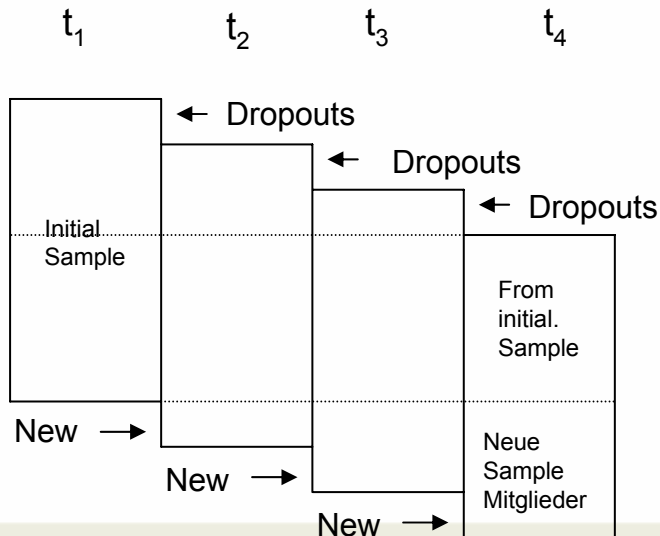 t1 t2 t3 t4
← Dropouts
← Dropouts
← Dropouts
Initial
Sample
From
initial.
Sample
New →
New →
New →
Neue
Sample
Mitglieder